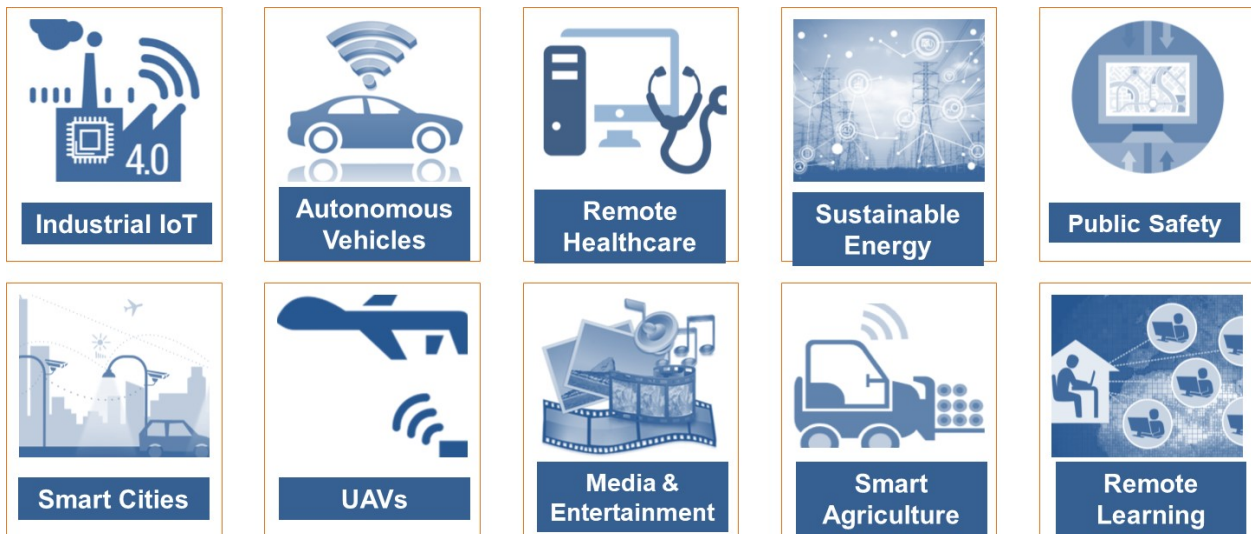 4.0
Industrial IoT
Autonomous
Vehicles
Remote
Healthcare
Sustainable
Energy
Public Safety
Smart Cities
UAVs
Media &
Entertainment
Smart
Agriculture
Remote
Learning